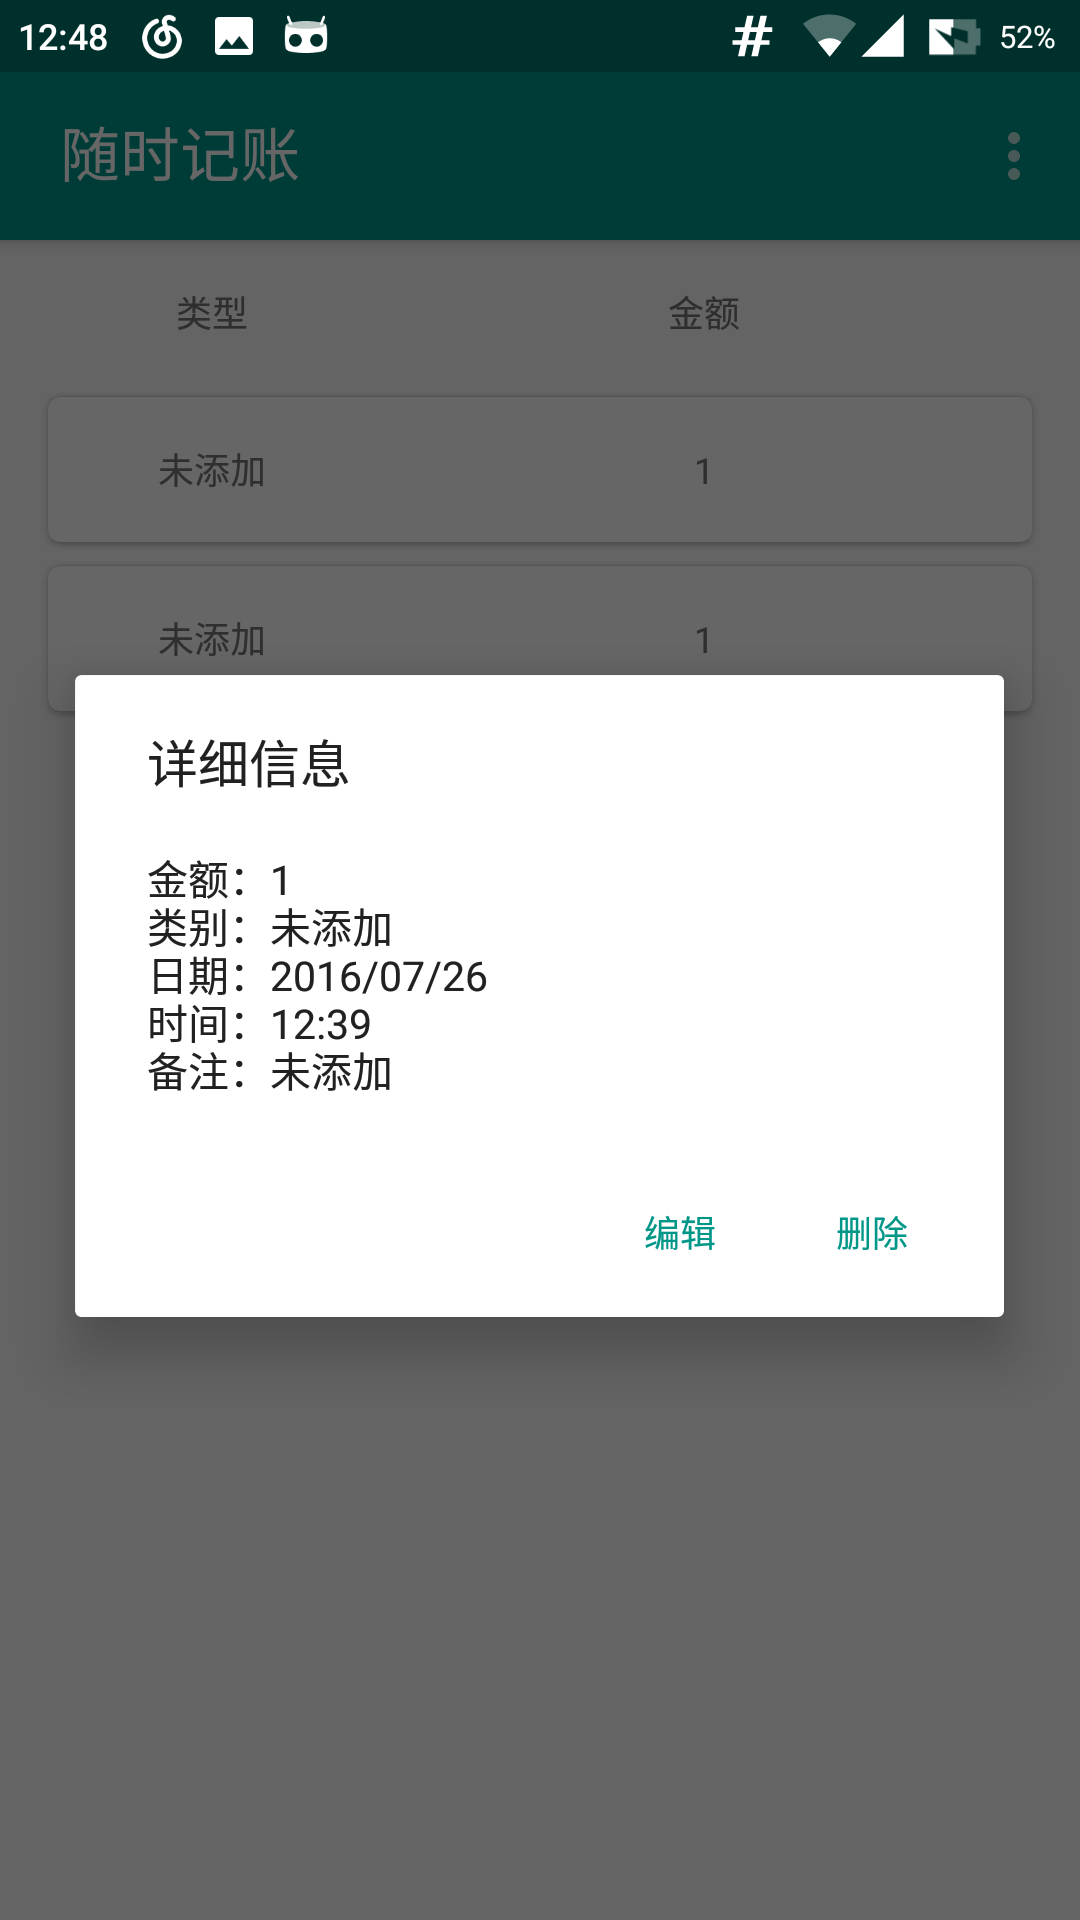 12:48 52%
随时记账
类型 金额
未添加 1
未添加 1
详细信息
金额：1
类别：未添加
日期：2016/07/26
时间：12:39
备注：未添加
编辑 删除